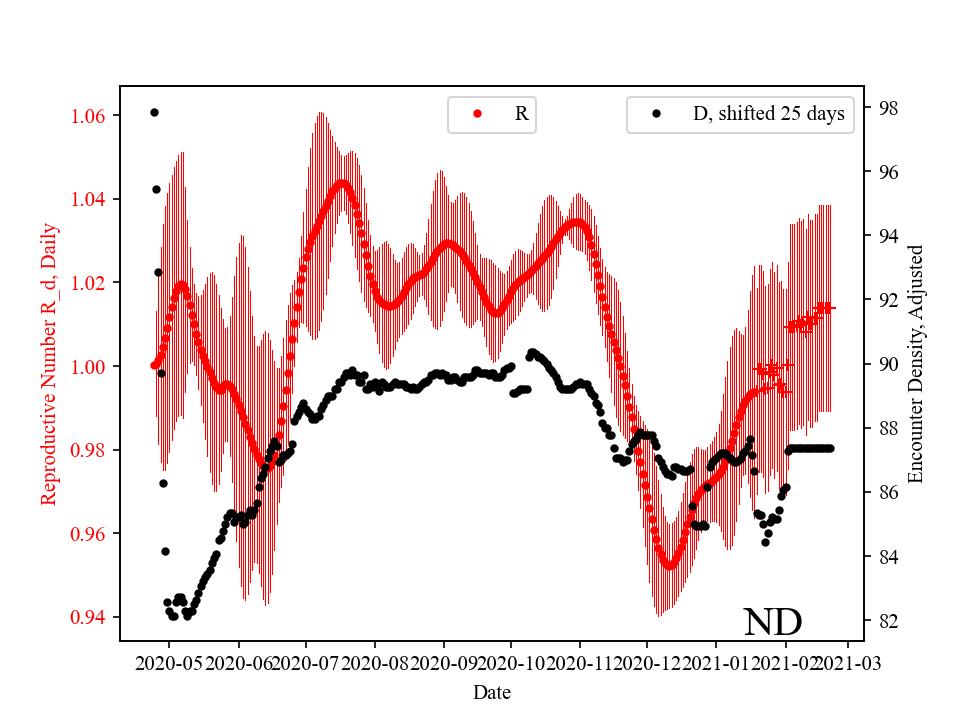 R
D, shifted 25 days
1.06
1.04
1.02
1.00
0.98
0.96
0.94
Reproductive Number R_d, Daily
98
96
94
92
90
88
86
84
82
Encounter Density, Adjusted
ND
2020-05 2020-06 2020-07 2020-08 2020-09 2020-10 2020-11 2020-12 2021-01 2021-02 2021-03
Date